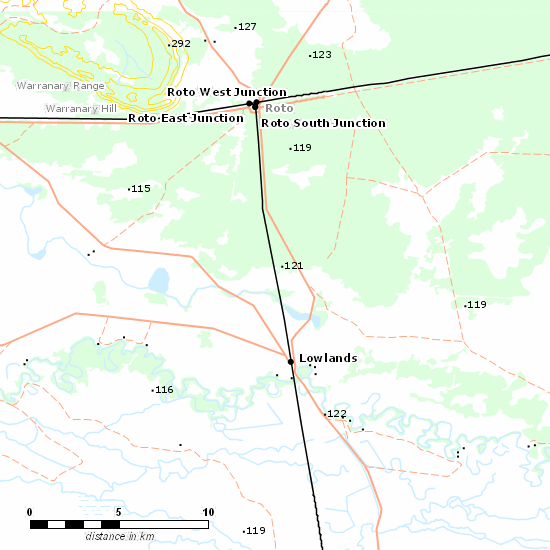 127
292
123
Warranary Range
Roto West Junction
Warranary Hill
Roto
Roto East Junction
Roto South Junction
119
115
121
119
Lowlands
116
122
0 5 10
distance in km
119